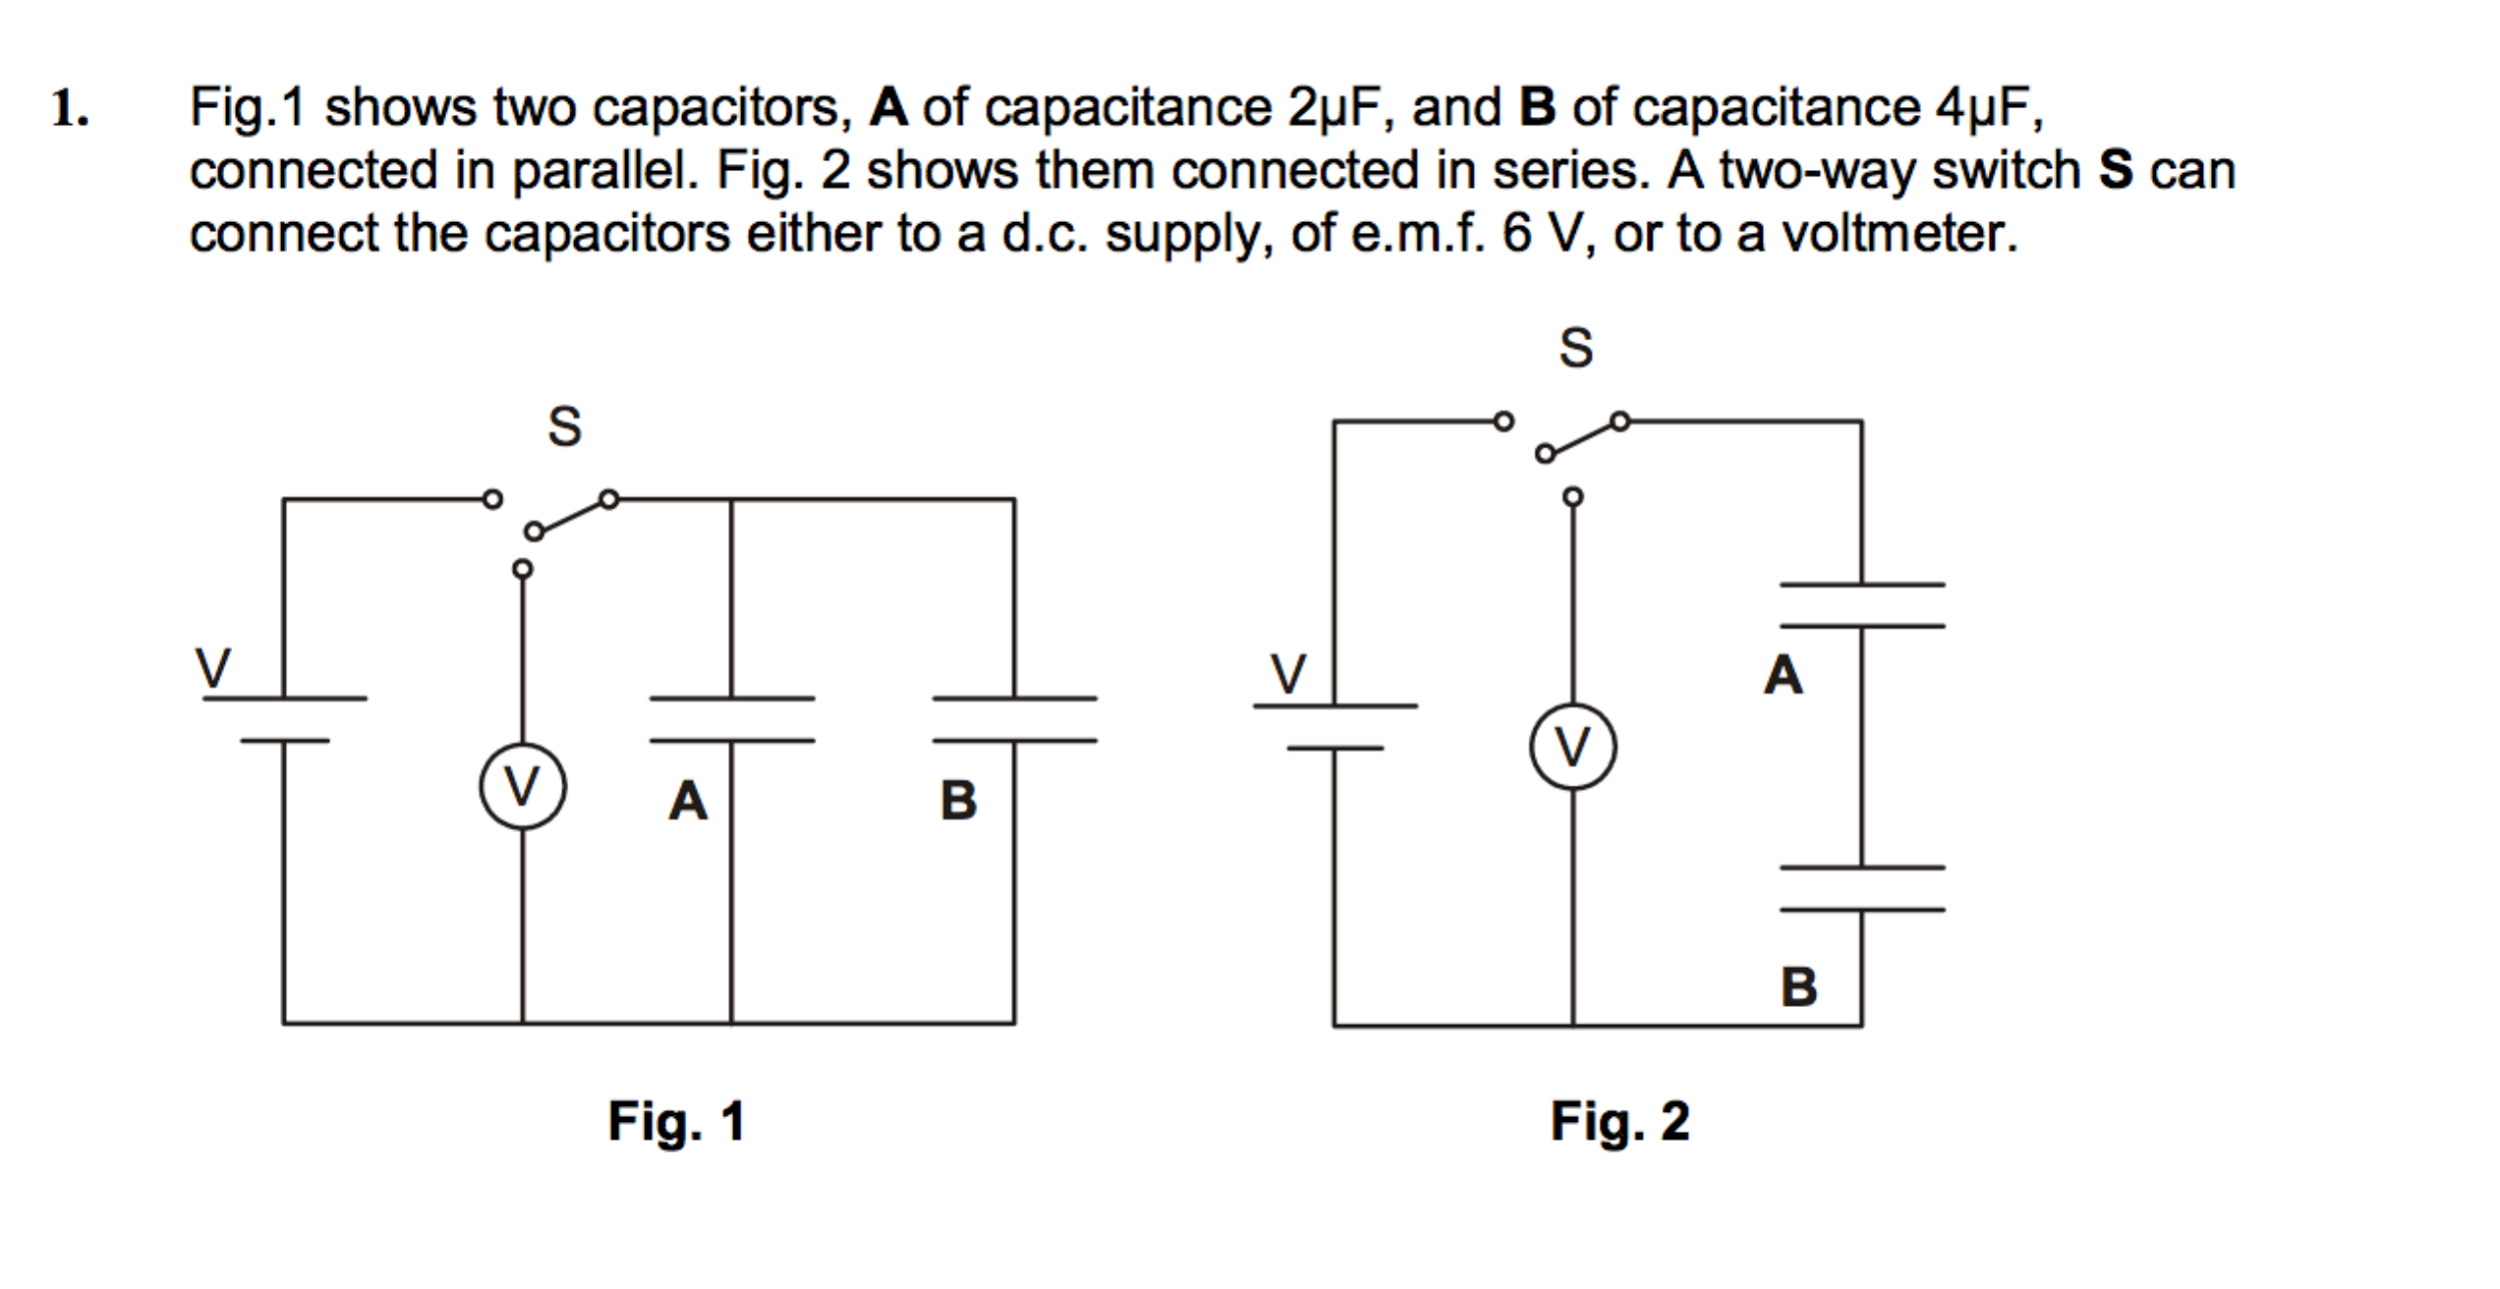 1. Fig.1 shows two capacitors, A of capacitance 2µF, and B of capacitance 4µF,
connected in parallel. Fig. 2 shows them connected in series. A two-way switch S can
connect the capacitors either to a d.c. supply, of e.m.f. 6 V, or to a voltmeter.
S
V
V
A
B
Fig. 1
S
V
V
A
B
Fig. 2